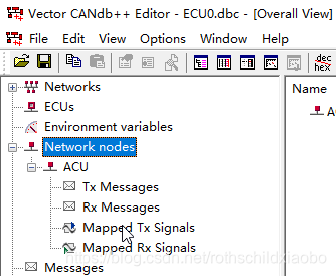 Vector CANdb++ Editor - ECU0.dbc - [Overall View]
File Edit View Options Window Help
.dec
hex
Networks
ECUs
Environment variables
Network nodes
ACU
Tx Messages
Rx Messages
Mapped Tx Signals
Mapped Rx Signals
Messages
Name
A
https://blog.csdn.net/rothschildxiaobo